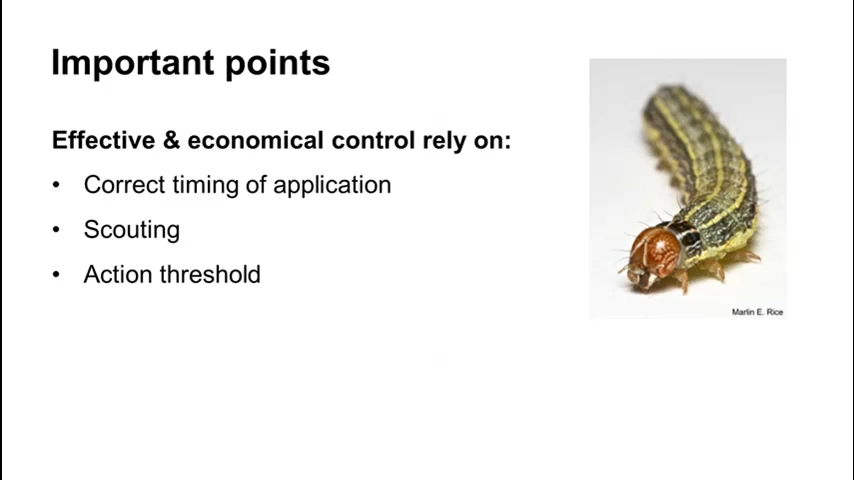 Important points
Effective & economical control rely on:
• Correct timing of application
• Scouting
• Action threshold
Marlin E. Rice